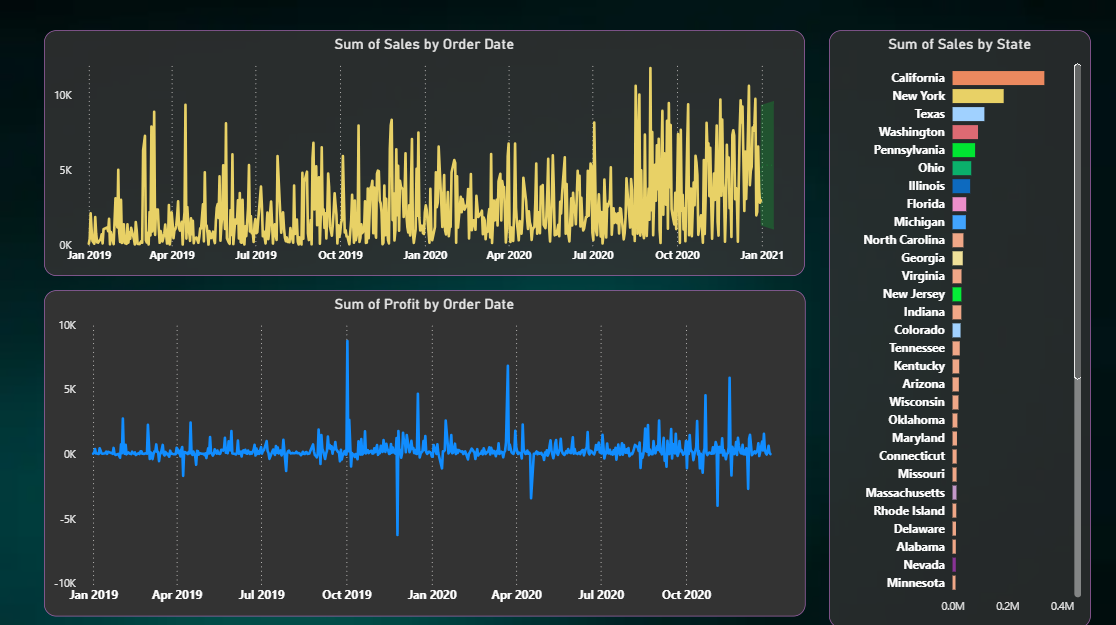 Sum of Sales by Order Date
10K
5K
0K
Jan 2019 Apr 2019 Jul 2019 Oct 2019 Jan 2020 Apr 2020 Jul 2020 Oct 2020 Jan 2021
Sum of Profit by Order Date
10K
5K
0K
-5K
-10K
Jan 2019 Apr 2019 Jul 2019 Oct 2019 Jan 2020 Apr 2020 Jul 2020 Oct 2020
Sum of Sales by State
California
New York
Texas
Washington
Pennsylvania
Ohio
Illinois
Florida
Michigan
North Carolina
Georgia
Virginia
New Jersey
Indiana
Colorado
Tennessee
Kentucky
Arizona
Wisconsin
Oklahoma
Maryland
Connecticut
Missouri
Massachusetts
Rhode Island
Delaware
Alabama
Nevada
Minnesota
0.0M 0.2M 0.4M